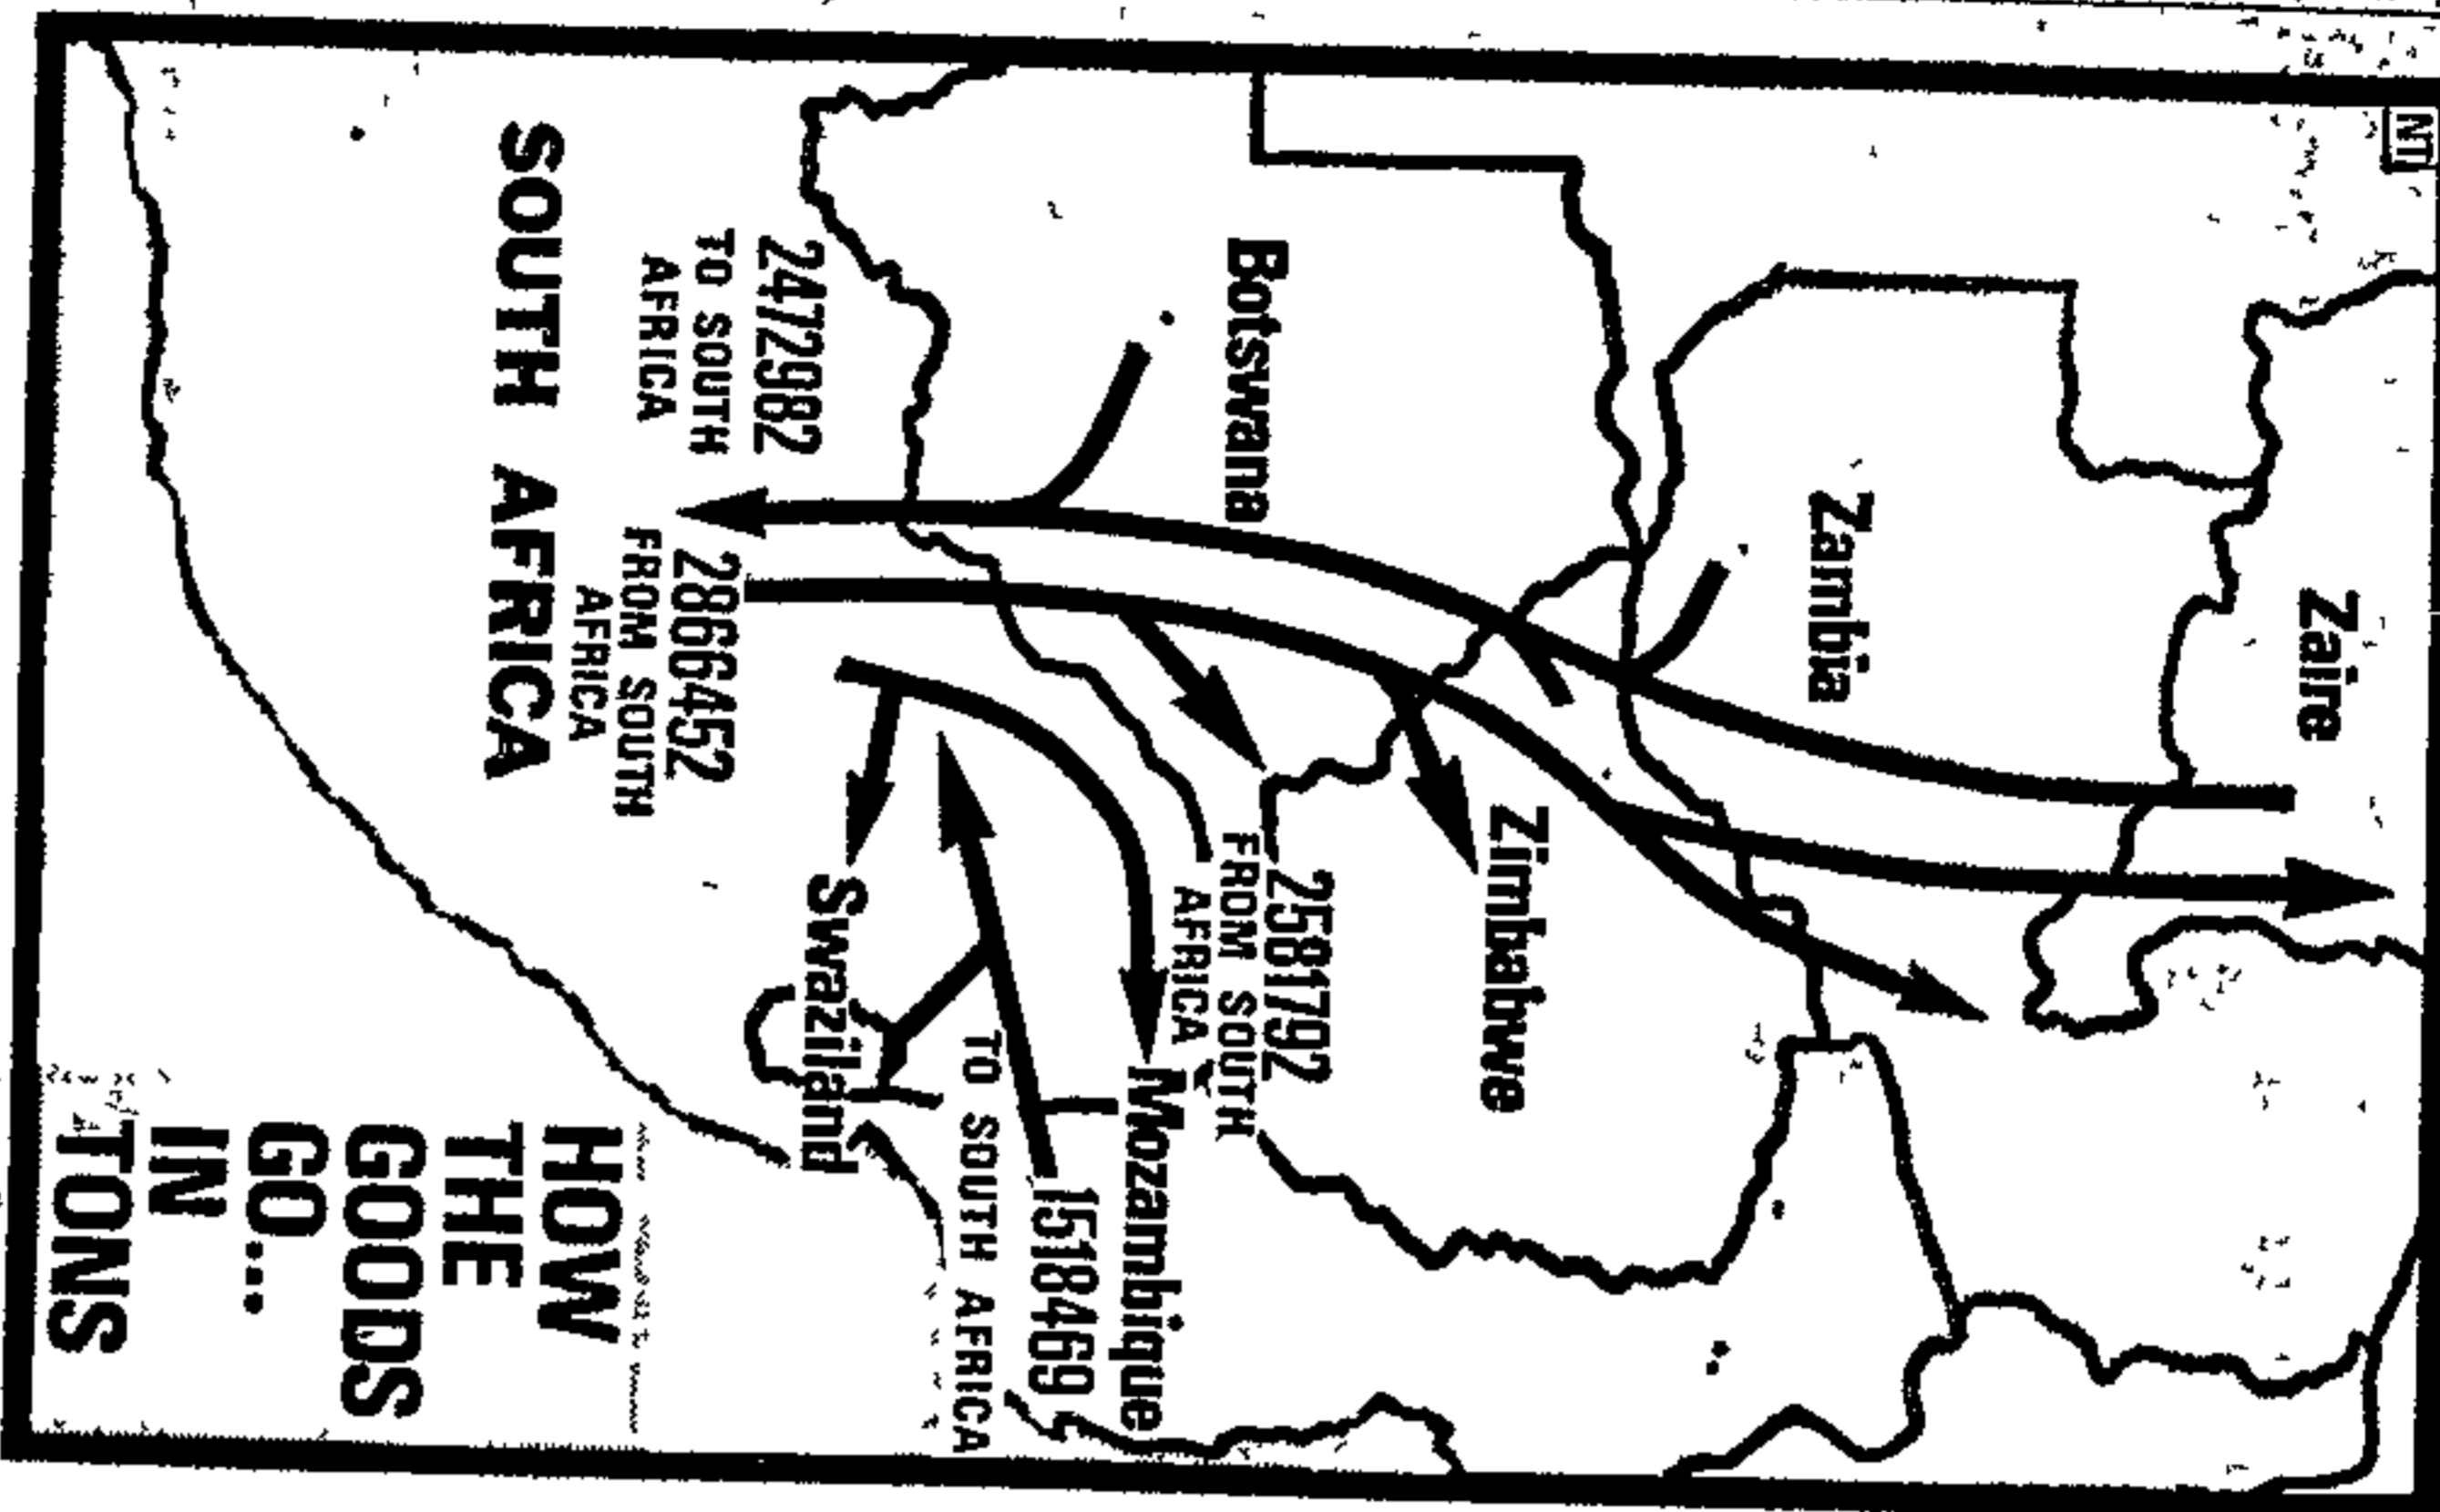 NT
Zaire
Zambia
Zimbabwe
Botswana
2581792
FROM SOUTH
AFRICA
Mozambique
1518469
TO SOUTH AFRICA
Swaziland
2472982
TO SOUTH
AFRICA
2866452
FROM SOUTH
AFRICA
SOUTH AFRICA
HOW
THE
GOODS
GO...
IN
TONS